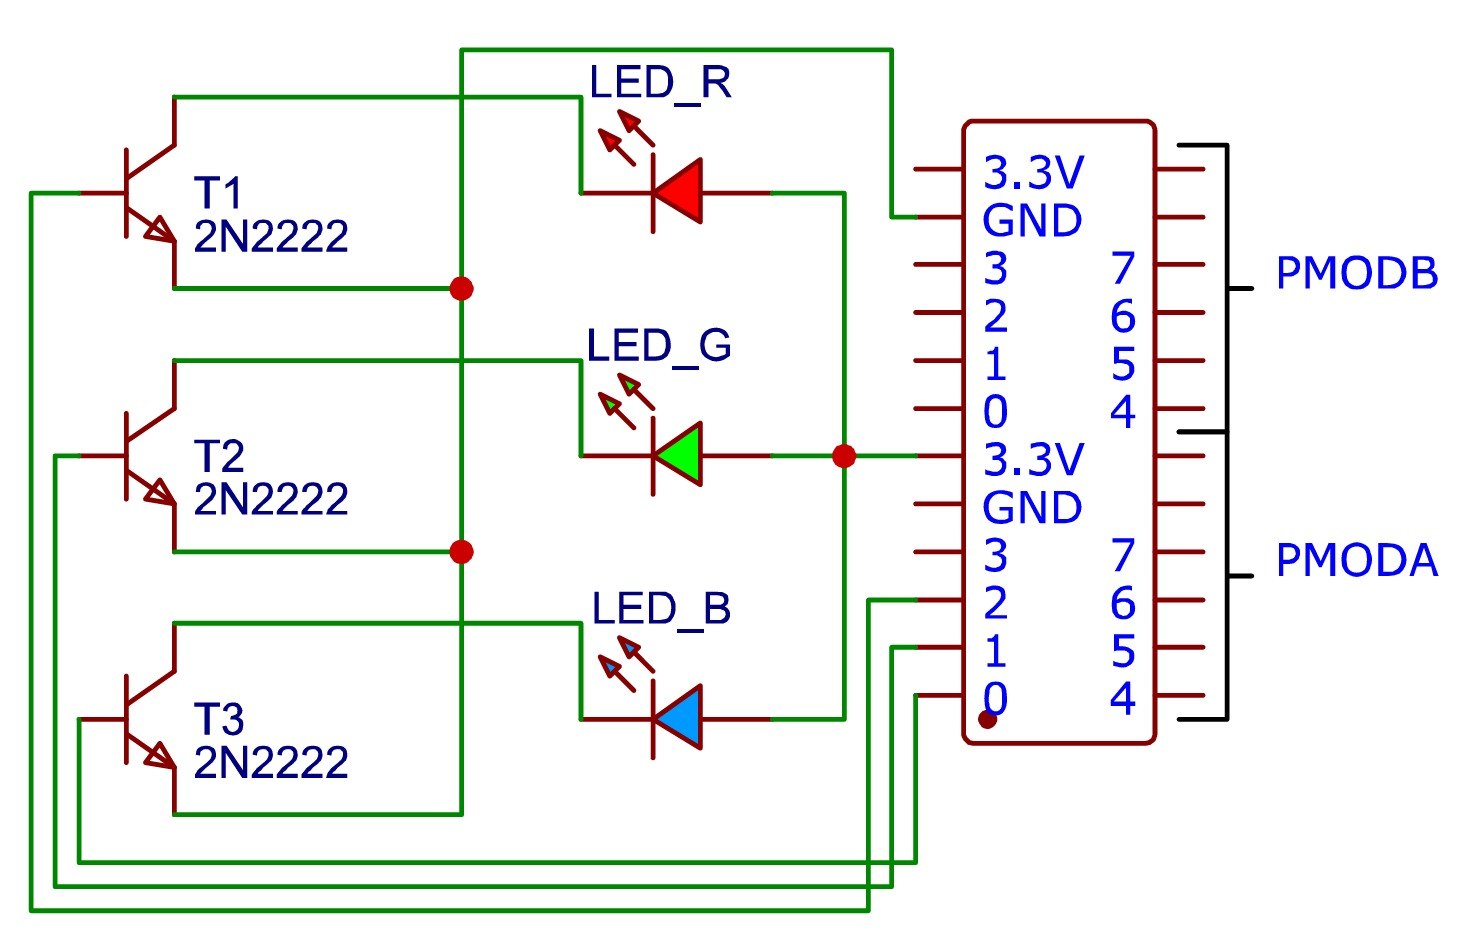 LED_R
T1
2N2222
LED_G
T2
2N2222
LED_B
T3
2N2222
3.3V
GND
3 7
2 6
1 5
0 4
3.3V
GND
3 7
2 6
1 5
0 4
PMODB
PMODA